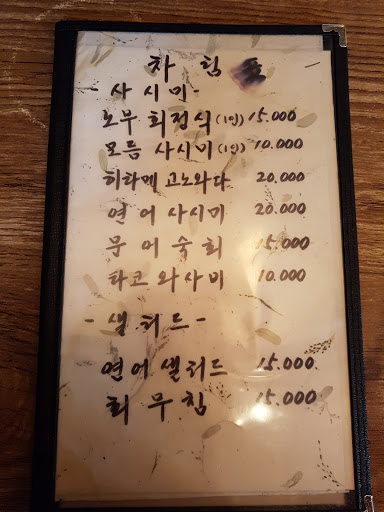 차 림
- 사 시 미 -
노부 회정식(1인) 15.000
모듬 사시미(1인) 10.000
히라메 고노와다 20.000
연 어 사시미 20.000
문 어 숙 회 15.000
타코 와 사 비 10.000
- 샐 러 드 -
연어 샐러드 15.000
회 무 침 15.000